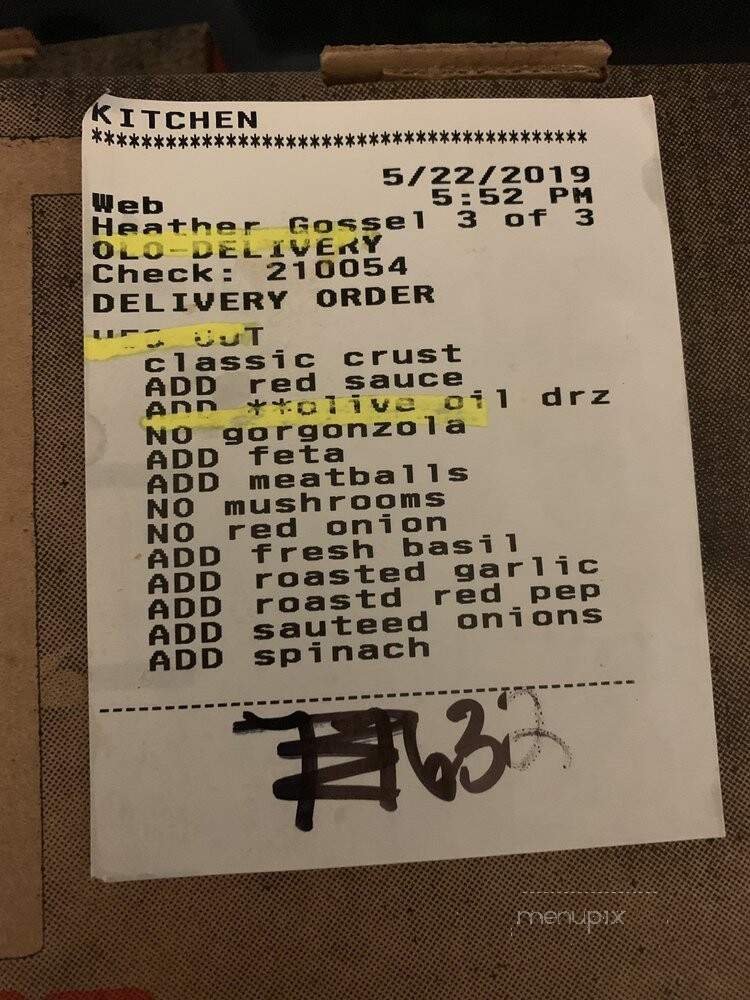 KITCHEN
****************************************
5/22/2019
Web 5:52 PM
Heather Gossel 3 of 3
OLO-DELIVERY
Check: 210054
DELIVERY ORDER
classic crust
ADD red sauce
ADD **olive oil drz
NO gorgonzola
ADD feta
ADD meatballs
NO mushrooms
NO red onion
ADD fresh basil
ADD roasted garlic
ADD roastd red pep
ADD sauteed onions
ADD spinach
632
menupix